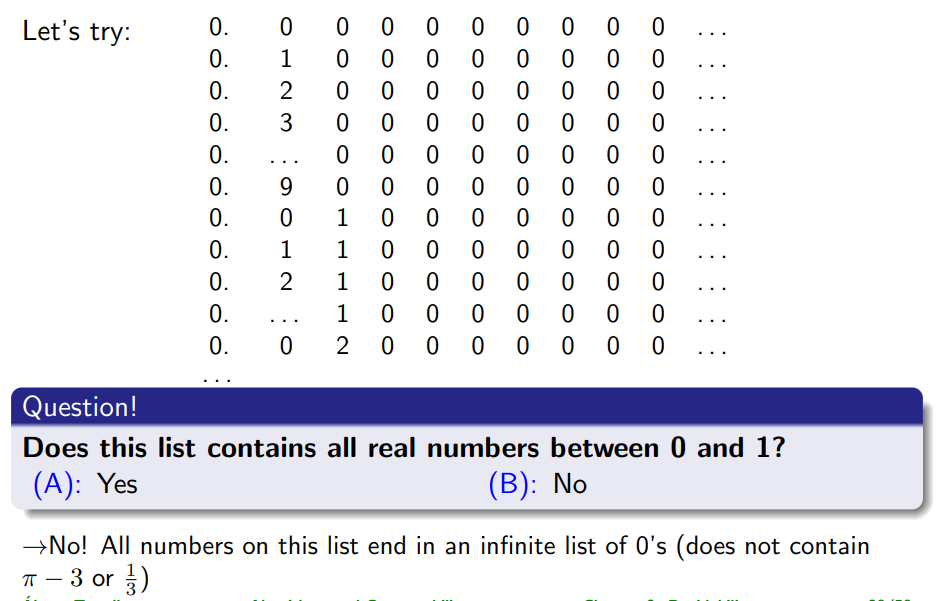 Let's try: 0. 0 0 0 0 0 0 0 0 0 ...
0. 1 0 0 0 0 0 0 0 0 ...
0. 2 0 0 0 0 0 0 0 0 ...
0. 3 0 0 0 0 0 0 0 0 ...
0. ... 0 0 0 0 0 0 0 0 ...
0. 9 0 0 0 0 0 0 0 0 ...
0. 0 1 0 0 0 0 0 0 0 ...
0. 1 1 0 0 0 0 0 0 0 ...
0. 2 1 0 0 0 0 0 0 0 ...
0. ... 1 0 0 0 0 0 0 0 ...
0. 0 2 0 0 0 0 0 0 0 ...
...
Question!
Does this list contains all real numbers between 0 and 1?
(A): Yes (B): No
→No! All numbers on this list end in an infinite list of 0's (does not contain
π − 3 or 1/3)